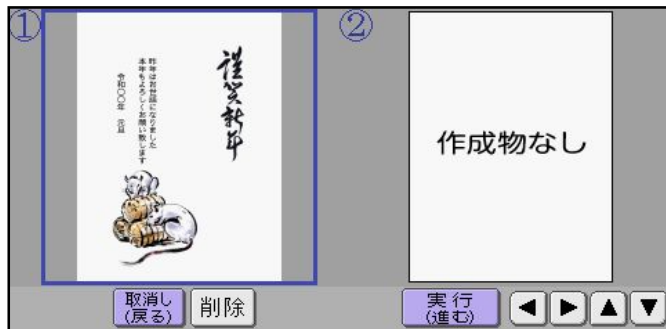 ①
謹賀新年
昨年はお世話になりました
本年もよろしくお願い致します
令和〇〇年 元旦
②
作成物なし
取消し
(戻る)
削除
実行
(進む)
◀ ▶ ▲ ▼